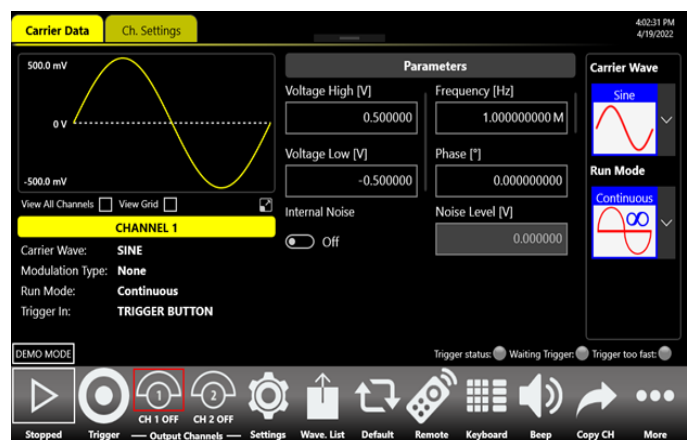 Carrier Data
Ch. Settings
4:02:31 PM
4/19/2022
500.0 mV
0 V
-500.0 mV
View All Channels
View Grid
CHANNEL 1
Carrier Wave: SINE
Modulation Type: None
Run Mode: Continuous
Trigger In: TRIGGER BUTTON
Parameters
Voltage High [V]
0.500000
Frequency [Hz]
1.000000000 M
Voltage Low [V]
-0.500000
Phase [°]
0.000000000
Internal Noise
Off
Noise Level [V]
0.000000
Carrier Wave
Sine
Run Mode
Continuous
∞
DEMO MODE
Trigger status:
Waiting Trigger:
Trigger too fast:
1
CH 1 OFF
2
CH 2 OFF
Stopped
Trigger
Output Channels
Settings
Wave. List
Default
Remote
Keyboard
Beep
Copy CH
More